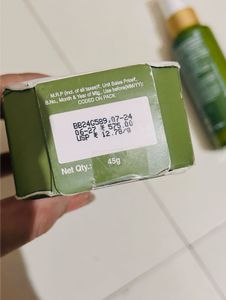 M.R.P (incl. of all taxes)₹, Unit Sales Price#,
B.No., Month & Year of Mfg., Use before(MM/YY):
CODED ON PACK
BB24G589,07-24
06-27 ₹ 575.00
USP ₹ 12.78/g
Net Qty.: 45g